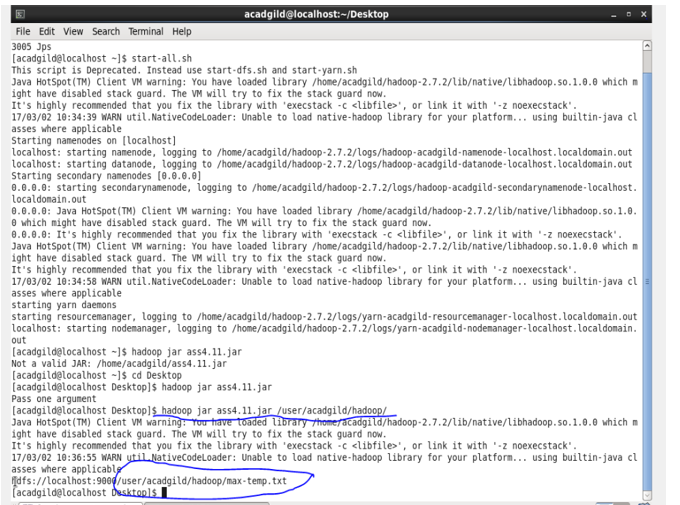 acadgild@localhost:~/Desktop
File Edit View Search Terminal Help
3005 Jps
[acadgild@localhost ~]$ start-all.sh
This script is Deprecated. Instead use start-dfs.sh and start-yarn.sh
Java HotSpot(TM) Client VM warning: You have loaded library /home/acadgild/hadoop-2.7.2/lib/native/libhadoop.so.1.0.0 which m
ight have disabled stack guard. The VM will try to fix the stack guard now.
It's highly recommended that you fix the library with 'execstack -c <libfile>', or link it with '-z noexecstack'.
17/03/02 10:34:39 WARN util.NativeCodeLoader: Unable to load native-hadoop library for your platform... using builtin-java cl
asses where applicable
Starting namenodes on [localhost]
localhost: starting namenode, logging to /home/acadgild/hadoop-2.7.2/logs/hadoop-acadgild-namenode-localhost.localdomain.out
localhost: starting datanode, logging to /home/acadgild/hadoop-2.7.2/logs/hadoop-acadgild-datanode-localhost.localdomain.out
Starting secondary namenodes [0.0.0.0]
0.0.0.0: starting secondarynamenode, logging to /home/acadgild/hadoop-2.7.2/logs/hadoop-acadgild-secondarynamenode-localhost.
localdomain.out
0.0.0.0: Java HotSpot(TM) Client VM warning: You have loaded library /home/acadgild/hadoop-2.7.2/lib/native/libhadoop.so.1.0.
0 which might have disabled stack guard. The VM will try to fix the stack guard now.
0.0.0.0: It's highly recommended that you fix the library with 'execstack -c <libfile>', or link it with '-z noexecstack'.
Java HotSpot(TM) Client VM warning: You have loaded library /home/acadgild/hadoop-2.7.2/lib/native/libhadoop.so.1.0.0 which m
ight have disabled stack guard. The VM will try to fix the stack guard now.
It's highly recommended that you fix the library with 'execstack -c <libfile>', or link it with '-z noexecstack'.
17/03/02 10:34:58 WARN util.NativeCodeLoader: Unable to load native-hadoop library for your platform... using builtin-java cl
asses where applicable
starting yarn daemons
starting resourcemanager, logging to /home/acadgild/hadoop-2.7.2/logs/yarn-acadgild-resourcemanager-localhost.localdomain.out
localhost: starting nodemanager, logging to /home/acadgild/hadoop-2.7.2/logs/yarn-acadgild-nodemanager-localhost.localdomain.
out
[acadgild@localhost ~]$ hadoop jar ass4.11.jar
Not a valid JAR: /home/acadgild/ass4.11.jar
[acadgild@localhost ~]$ cd Desktop
[acadgild@localhost Desktop]$ hadoop jar ass4.11.jar
Pass one argument
[acadgild@localhost Desktop]$ hadoop jar ass4.11.jar /user/acadgild/hadoop/
Java HotSpot(TM) Client VM warning: You have loaded library /home/acadgild/hadoop-2.7.2/lib/native/libhadoop.so.1.0.0 which m
ight have disabled stack guard. The VM will try to fix the stack guard now.
It's highly recommended that you fix the library with 'execstack -c <libfile>', or link it with '-z noexecstack'.
17/03/02 10:36:55 WARN util.NativeCodeLoader: Unable to load native-hadoop library for your platform... using builtin-java cl
asses where applicable
hdfs://localhost:9000/user/acadgild/hadoop/max-temp.txt
[acadgild@localhost Desktop]$